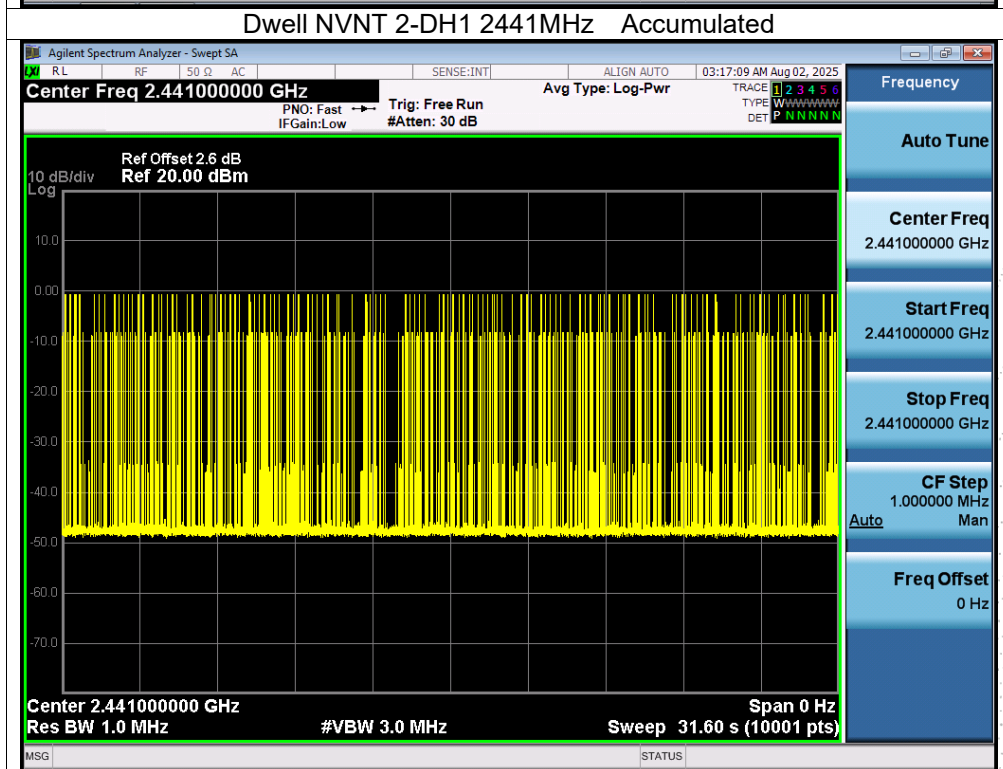 Dwell NVNT 2-DH1 2441MHz    Accumulated
Agilent Spectrum Analyzer - Swept SA
LXI RL RF 50 Ω AC SENSE:INT ALIGN AUTO 03:17:09 AM Aug 02, 2025
Center Freq 2.441000000 GHz
PNO: Fast
IFGain:Low
Trig: Free Run
#Atten: 30 dB
Avg Type: Log-Pwr
TRACE 1 2 3 4 5 6
TYPE WWWWWW
DET P N N N N N
Ref Offset 2.6 dB
10 dB/div Ref 20.00 dBm
Log
10.0
0.00
-10.0
-20.0
-30.0
-40.0
-50.0
-60.0
-70.0
Center 2.441000000 GHz Span 0 Hz
Res BW 1.0 MHz #VBW 3.0 MHz Sweep 31.60 s (10001 pts)
MSG STATUS
Frequency
Auto Tune
Center Freq
2.441000000 GHz
Start Freq
2.441000000 GHz
Stop Freq
2.441000000 GHz
CF Step
1.000000 MHz
Auto Man
Freq Offset
0 Hz